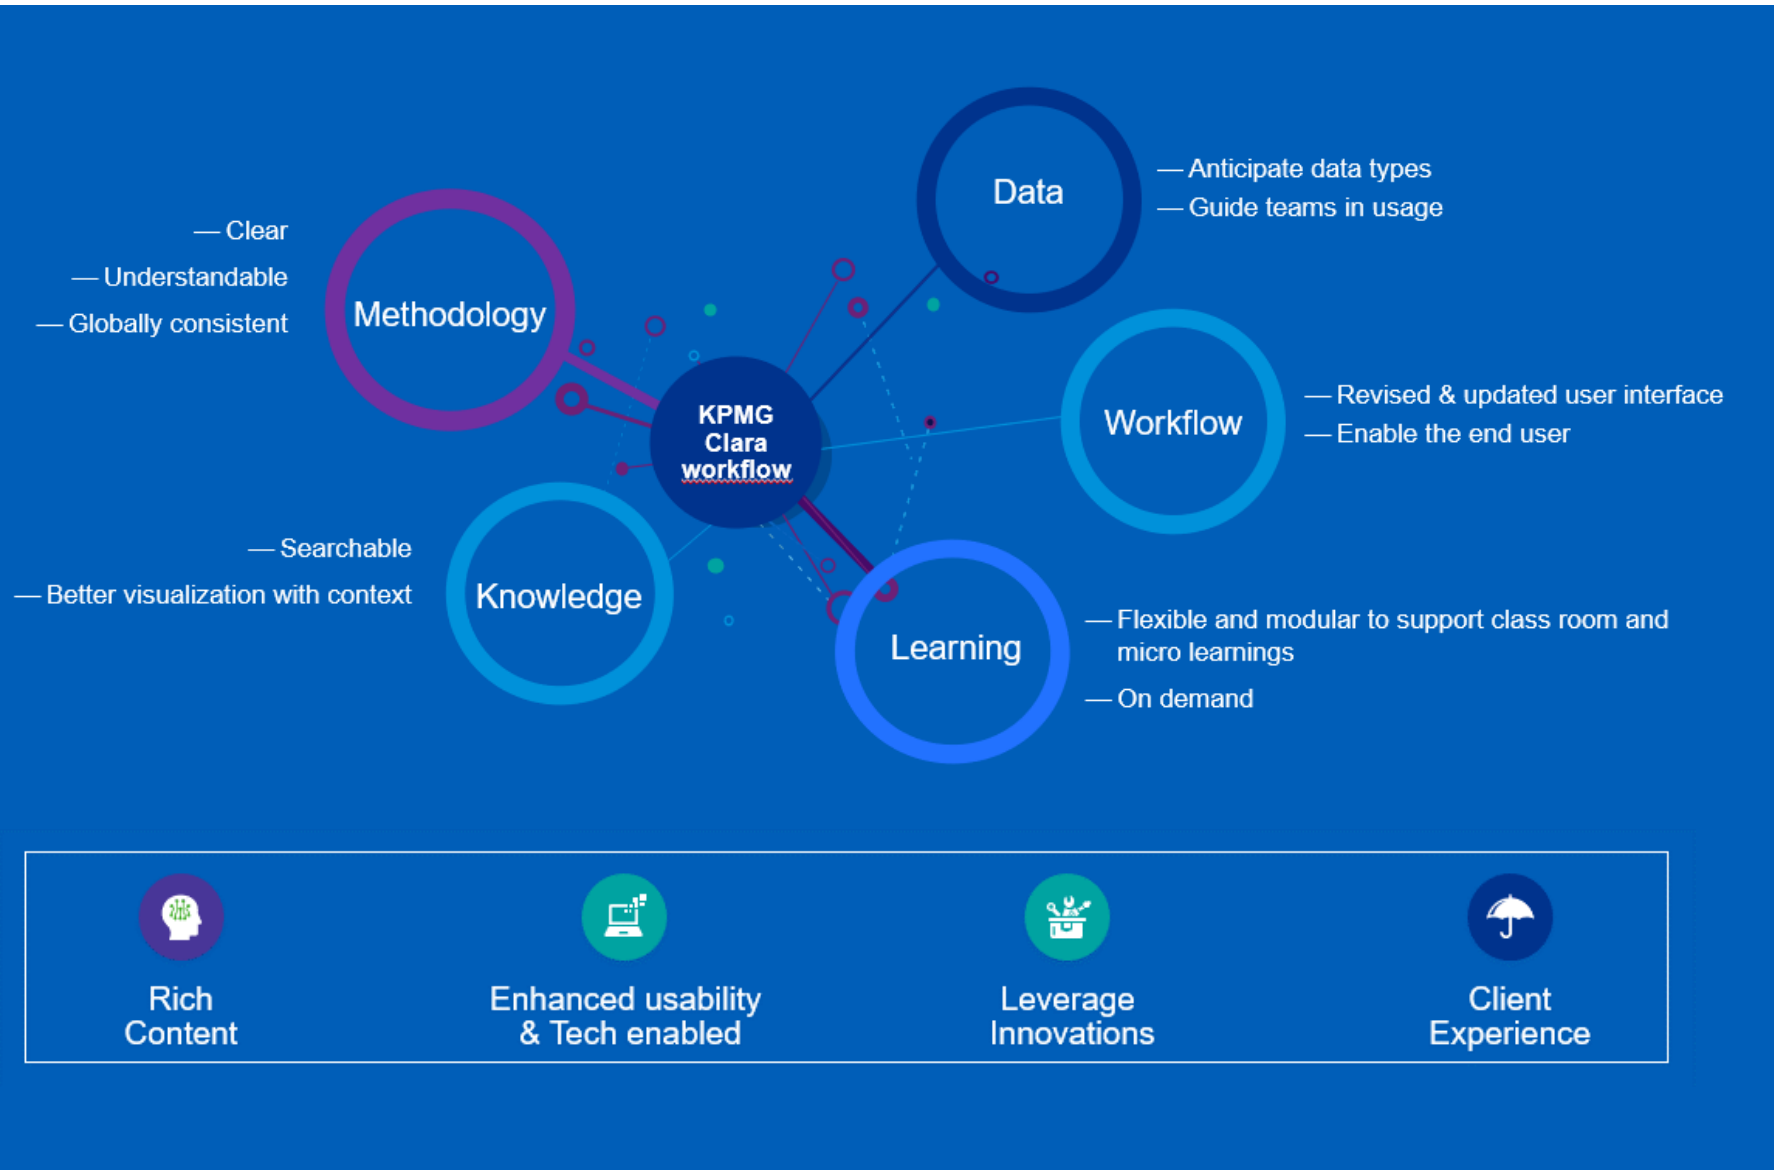 Data
— Anticipate data types
— Guide teams in usage
Methodology
— Clear
— Understandable
— Globally consistent
KPMG
Clara
workflow
Workflow
— Revised & updated user interface
— Enable the end user
Knowledge
— Searchable
— Better visualization with context
Learning
— Flexible and modular to support class room and
micro learnings
— On demand
Rich
Content
Enhanced usability
& Tech enabled
Leverage
Innovations
Client
Experience